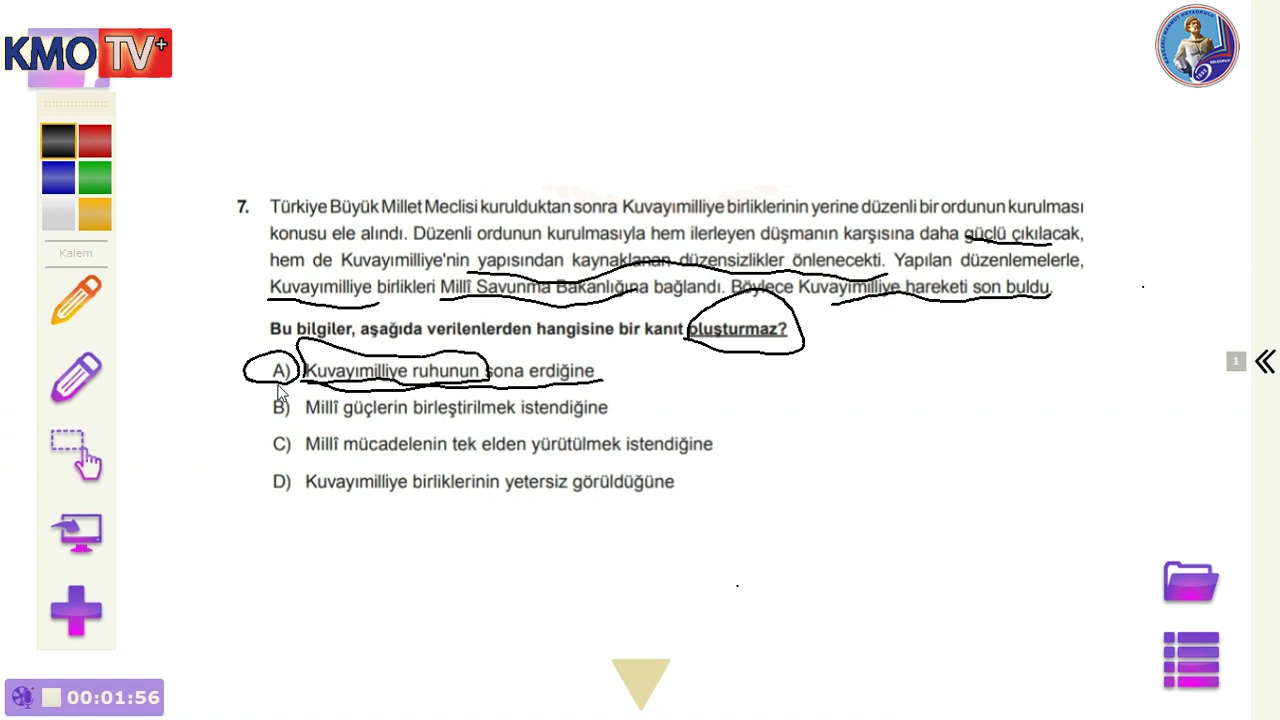 KMO TV+
7. Türkiye Büyük Millet Meclisi kurulduktan sonra Kuvayımilliye birliklerinin yerine düzenli bir ordunun kurulması
konusu ele alındı. Düzenli ordunun kurulmasıyla hem ilerleyen düşmanın karşısına daha güçlü çıkılacak,
hem de Kuvayımilliye'nin yapısından kaynaklanan düzensizlikler önlenecekti. Yapılan düzenlemelerle,
Kuvayımilliye birlikleri Millî Savunma Bakanlığına bağlandı. Böylece Kuvayımilliye hareketi son buldu.
Kalem
Bu bilgiler, aşağıda verilenlerden hangisine bir kanıt oluşturmaz?
A) Kuvayımilliye ruhunun sona erdiğine
B) Millî güçlerin birleştirilmek istendiğine
C) Millî mücadelenin tek elden yürütülmek istendiğine
D) Kuvayımilliye birliklerinin yetersiz görüldüğüne
1
00:01:56